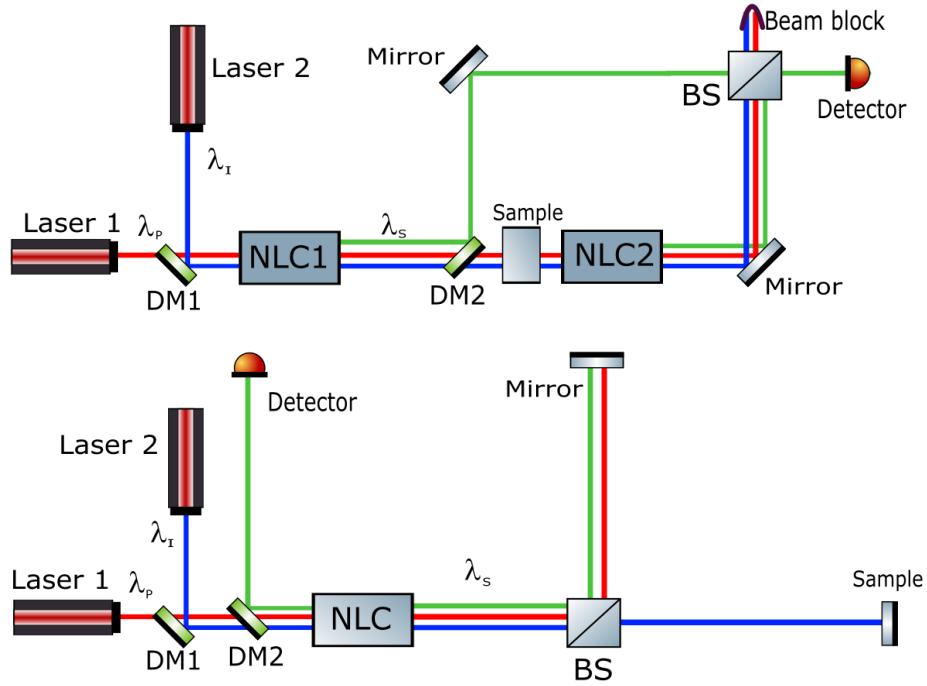 Beam block
Laser 2
Mirror
BS
Detector
λI
Laser 1
λP
λS
Sample
NLC1
NLC2
DM1
DM2
Mirror
Mirror
Detector
Laser 2
λI
λS
Laser 1
λP
Sample
NLC
DM1
DM2
BS